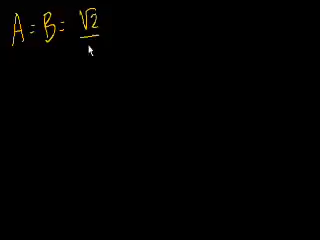 A = B = √2/